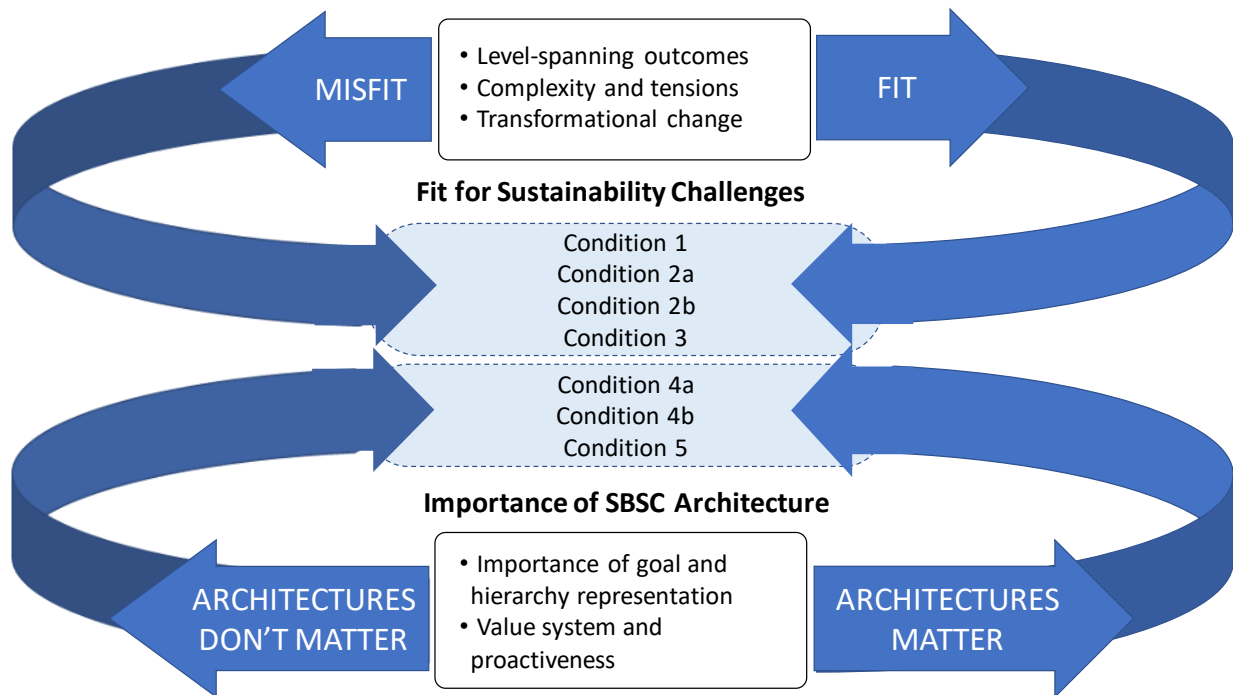 MISFIT
• Level-spanning outcomes
• Complexity and tensions
• Transformational change
FIT
Fit for Sustainability Challenges
Condition 1
Condition 2a
Condition 2b
Condition 3
Condition 4a
Condition 4b
Condition 5
Importance of SBSC Architecture
ARCHITECTURES
DON’T MATTER
• Importance of goal and
hierarchy representation
• Value system and
proactiveness
ARCHITECTURES
MATTER